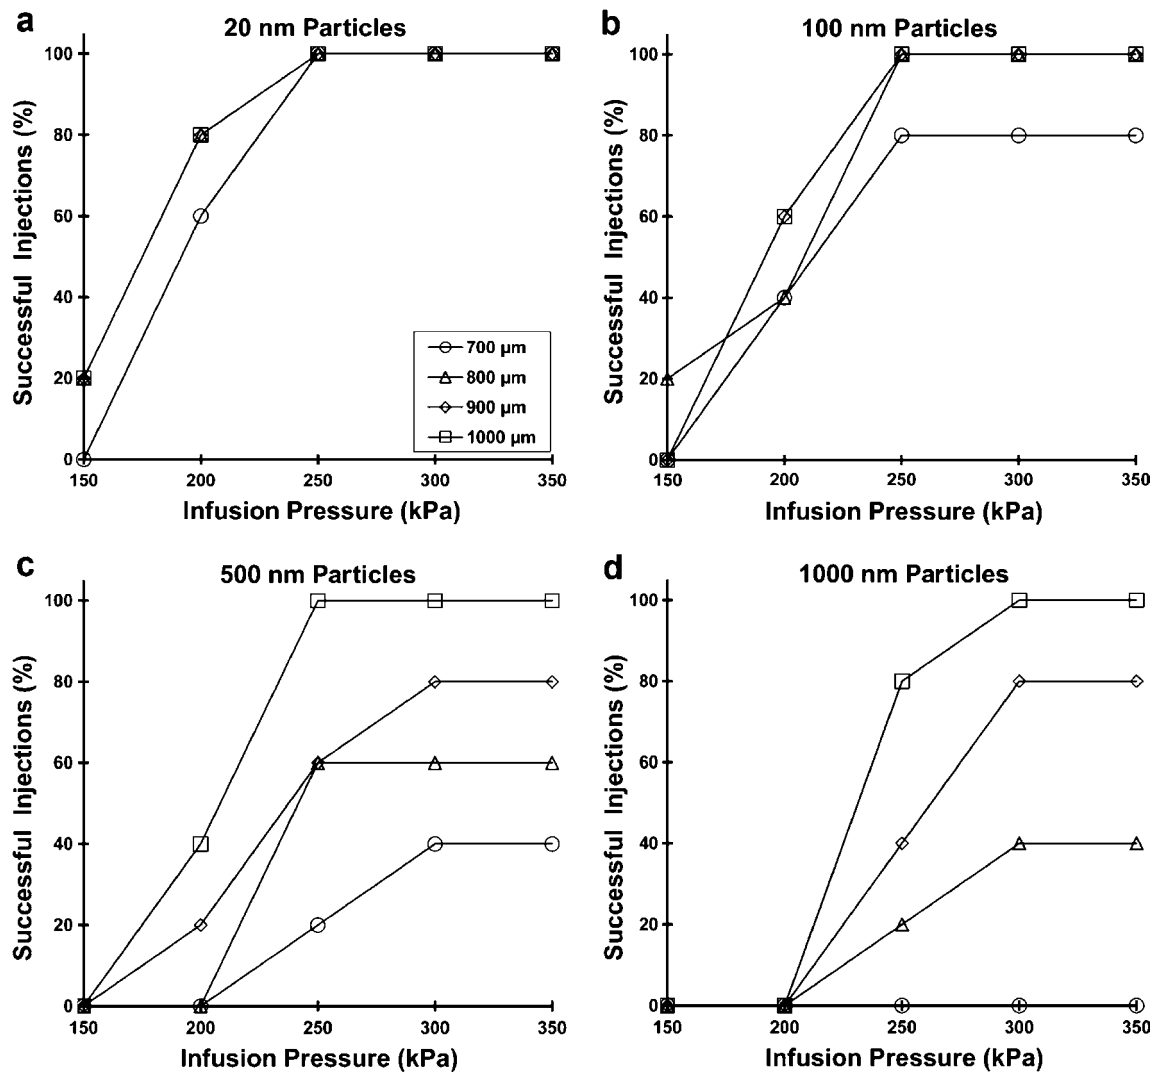 a
20 nm Particles
Successful Injections (%)
100
80
60
40
20
0
150 200 250 300 350
Infusion Pressure (kPa)
700 µm
800 µm
900 µm
1000 µm
b
100 nm Particles
Successful Injections (%)
100
80
60
40
20
0
150 200 250 300 350
Infusion Pressure (kPa)
c
500 nm Particles
Successful Injections (%)
100
80
60
40
20
0
150 200 250 300 350
Infusion Pressure (kPa)
d
1000 nm Particles
Successful Injections (%)
100
80
60
40
20
0
150 200 250 300 350
Infusion Pressure (kPa)